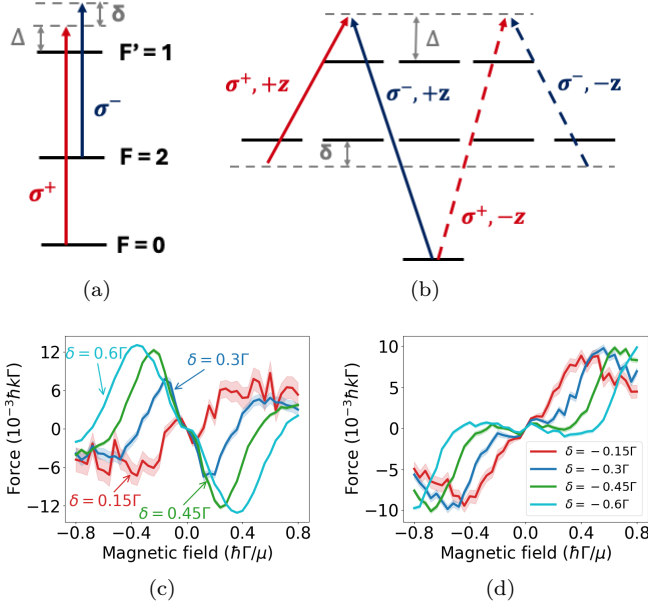 δ
Δ
F' = 1
σ⁻
F = 2
σ⁺
F = 0
(a)
Δ
σ⁺, +z
σ⁻, +z
σ⁻, −z
δ
σ⁺, −z
(b)
Force (10⁻³ℏkΓ)
12
6
0
−6
−12
δ = 0.6Γ
δ = 0.3Γ
δ = 0.15Γ
δ = 0.45Γ
−0.8 −0.4 0.0 0.4 0.8
Magnetic field (ℏΓ/μ)
(c)
Force (10⁻³ℏkΓ)
10
5
0
−5
−10
δ = −0.15Γ
δ = −0.3Γ
δ = −0.45Γ
δ = −0.6Γ
−0.8 −0.4 0.0 0.4 0.8
Magnetic field (ℏΓ/μ)
(d)